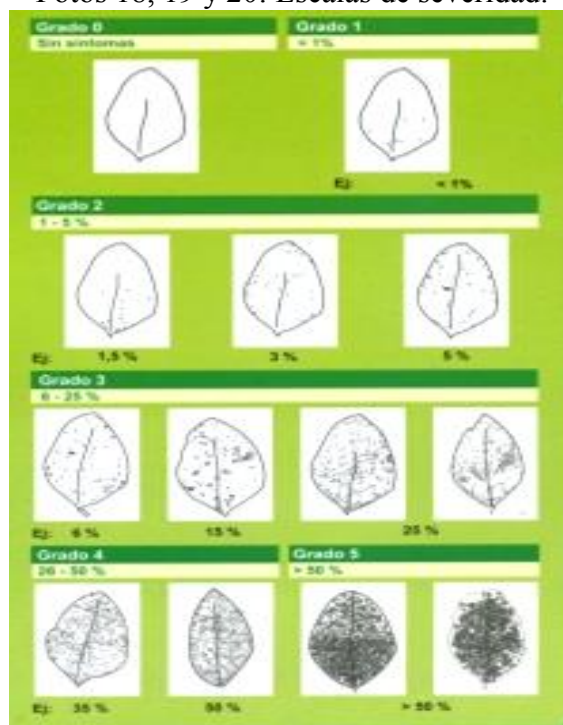 Fotos 18, 19 y 20: Escalas de severidad.
Grado 0
Sin síntomas
Grado 1
< 1%
Ej: < 1%
Grado 2
1 - 5 %
Ej: 1,5 % 3 % 5 %
Grado 3
6 - 25 %
Ej: 6 % 15 % 25 %
Grado 4
26 - 50 %
Grado 5
> 50 %
Ej: 35 % 50 % > 50 %